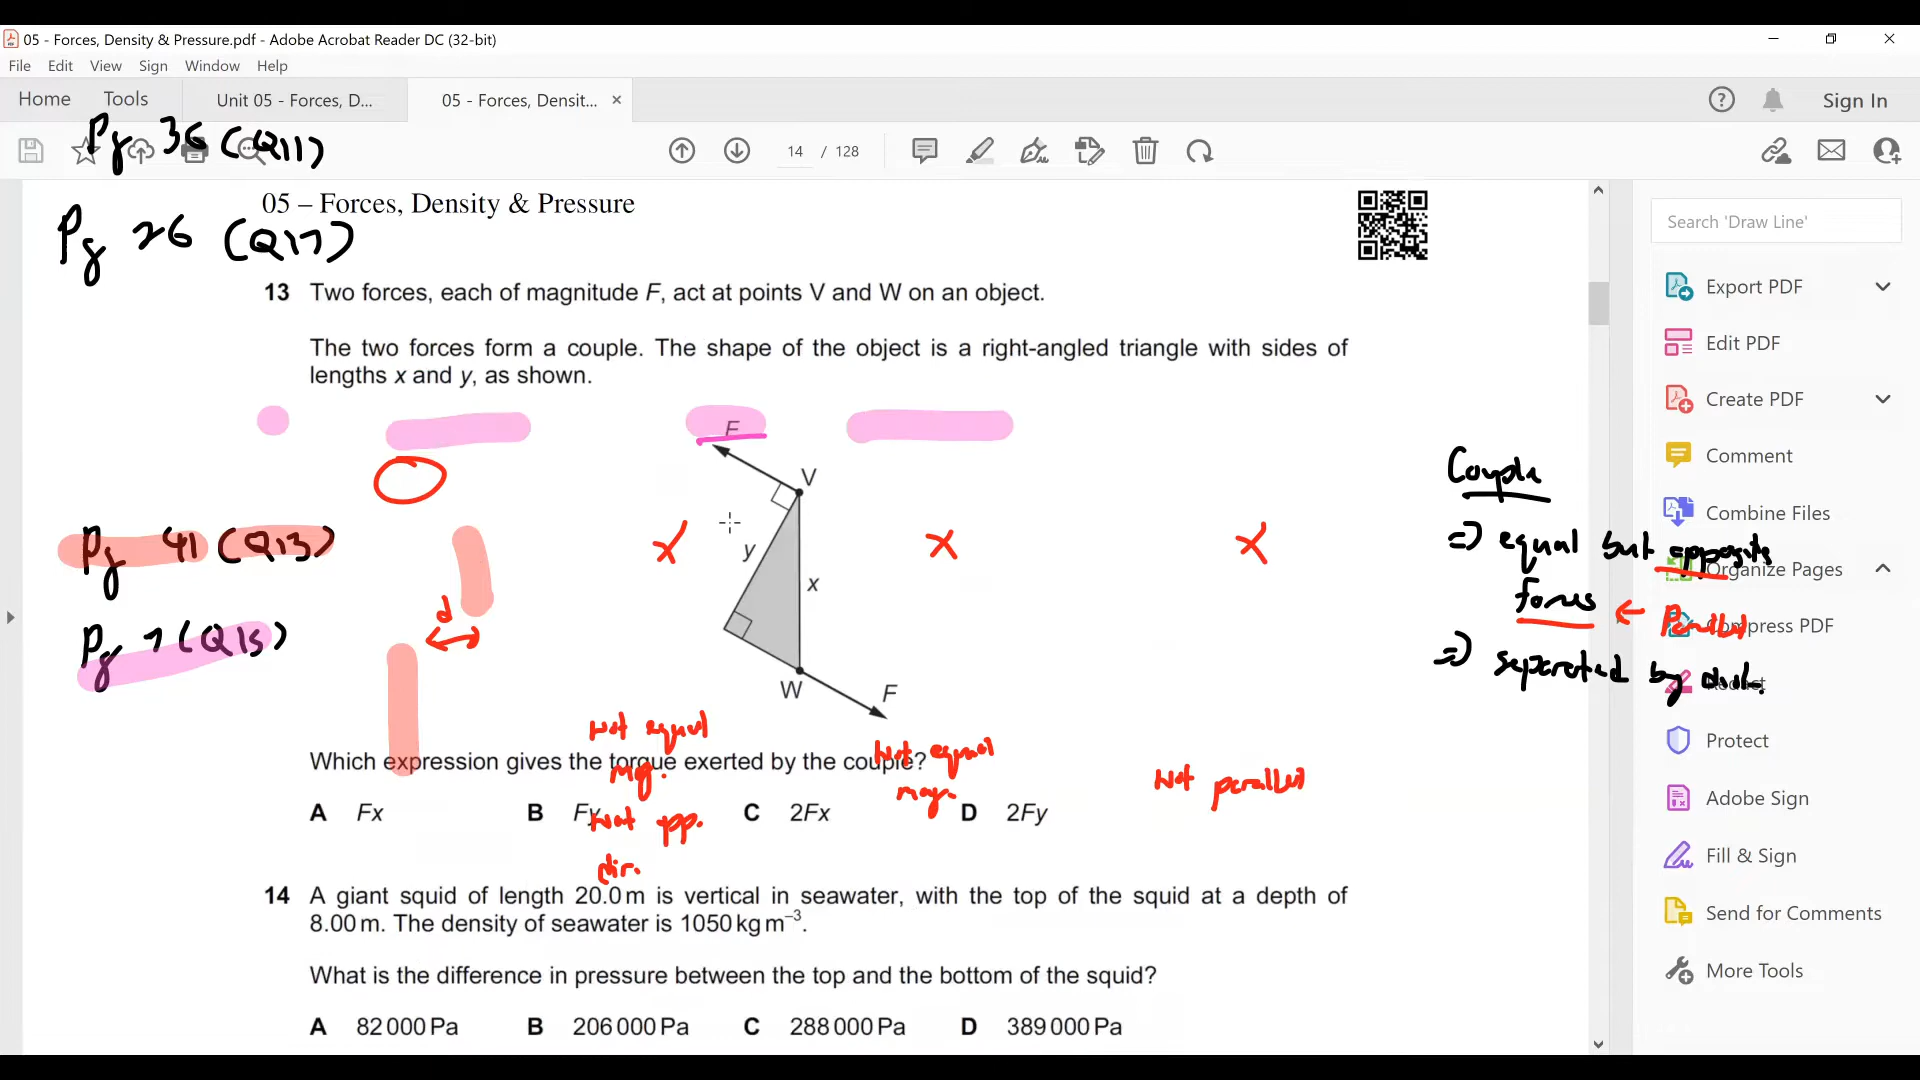 05 - Forces, Density & Pressure.pdf - Adobe Acrobat Reader DC (32-bit)
File Edit View Sign Window Help
Home Tools Unit 05 - Forces, D... 05 - Forces, Densit... × Sign In
Pg 36 (Q11)
14 / 128
05 – Forces, Density & Pressure
Pg 26 (Q17)
Search 'Draw Line'
Export PDF
Edit PDF
Create PDF
Comment
Combine Files
Organize Pages
Compress PDF
Redact
Protect
Adobe Sign
Fill & Sign
Send for Comments
More Tools
13 Two forces, each of magnitude F, act at points V and W on an object.
The two forces form a couple. The shape of the object is a right-angled triangle with sides of
lengths x and y, as shown.
F
V
y
x
W
F
Couple
=> equal but opposite
forces ← Parallel
=> separated by dist.
Pg 41 (Q13)
d
Pg 7 (Q15)
x x x
Not equal
mag.
Not opp.
dir.
Not equal
mag.
Not parallel
Which expression gives the torque exerted by the couple?
A Fx B Fy C 2Fx D 2Fy
14 A giant squid of length 20.0 m is vertical in seawater, with the top of the squid at a depth of
8.00 m. The density of seawater is 1050 kg m⁻³.
What is the difference in pressure between the top and the bottom of the squid?
A 82 000 Pa B 206 000 Pa C 288 000 Pa D 389 000 Pa